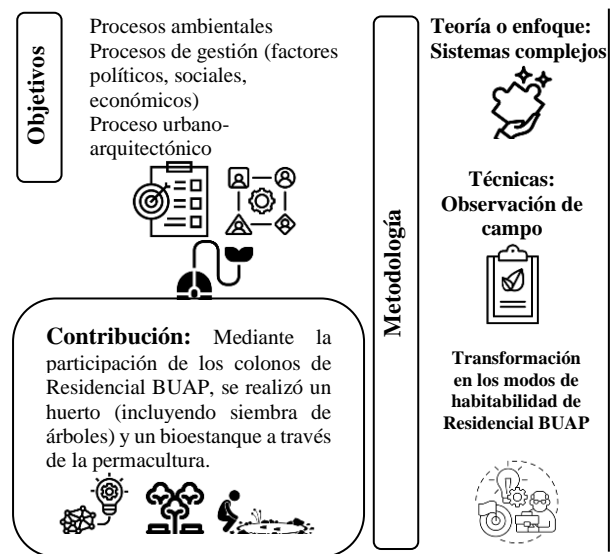 Objetivos
Procesos ambientales
Procesos de gestión (factores
políticos, sociales,
económicos)
Proceso urbano-
arquitectónico
Contribución: Mediante la
participación de los colonos de
Residencial BUAP, se realizó un
huerto (incluyendo siembra de
árboles) y un bioestanque a través
de la permacultura.
Metodología
Teoría o enfoque:
Sistemas complejos
Técnicas:
Observación de
campo
Transformación
en los modos de
habitabilidad de
Residencial BUAP